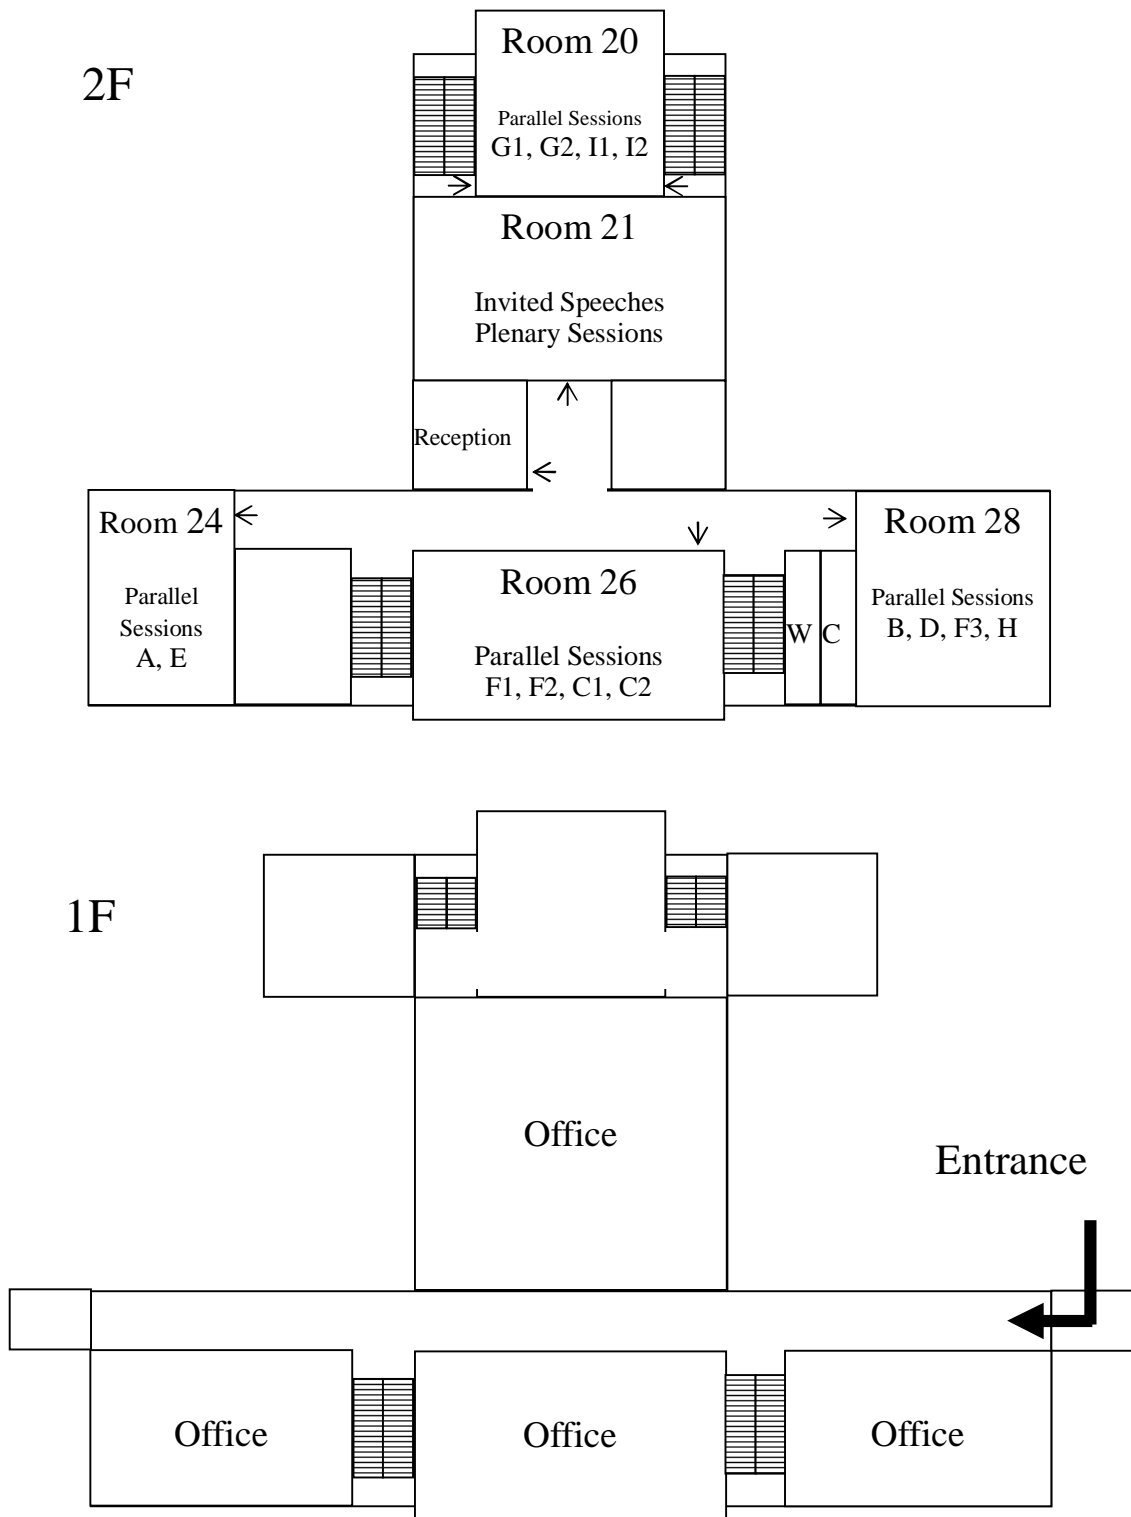 2F
Room 20
Parallel Sessions
G1, G2, I1, I2
Room 21
Invited Speeches
Plenary Sessions
Reception
Room 24
Parallel
Sessions
A, E
Room 26
Parallel Sessions
F1, F2, C1, C2
W C
Room 28
Parallel Sessions
B, D, F3, H
1F
Office
Entrance
Office
Office
Office